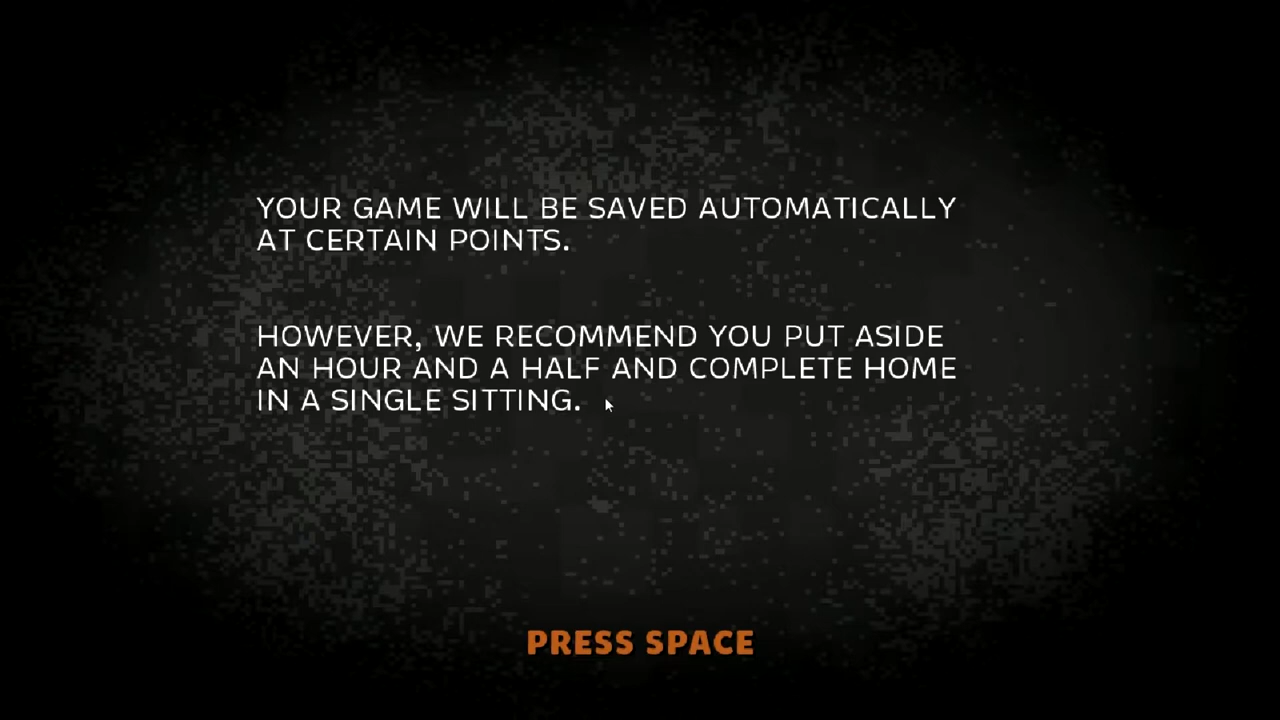 YOUR GAME WILL BE SAVED AUTOMATICALLY
AT CERTAIN POINTS.
HOWEVER, WE RECOMMEND YOU PUT ASIDE
AN HOUR AND A HALF AND COMPLETE HOME
IN A SINGLE SITTING.
PRESS SPACE